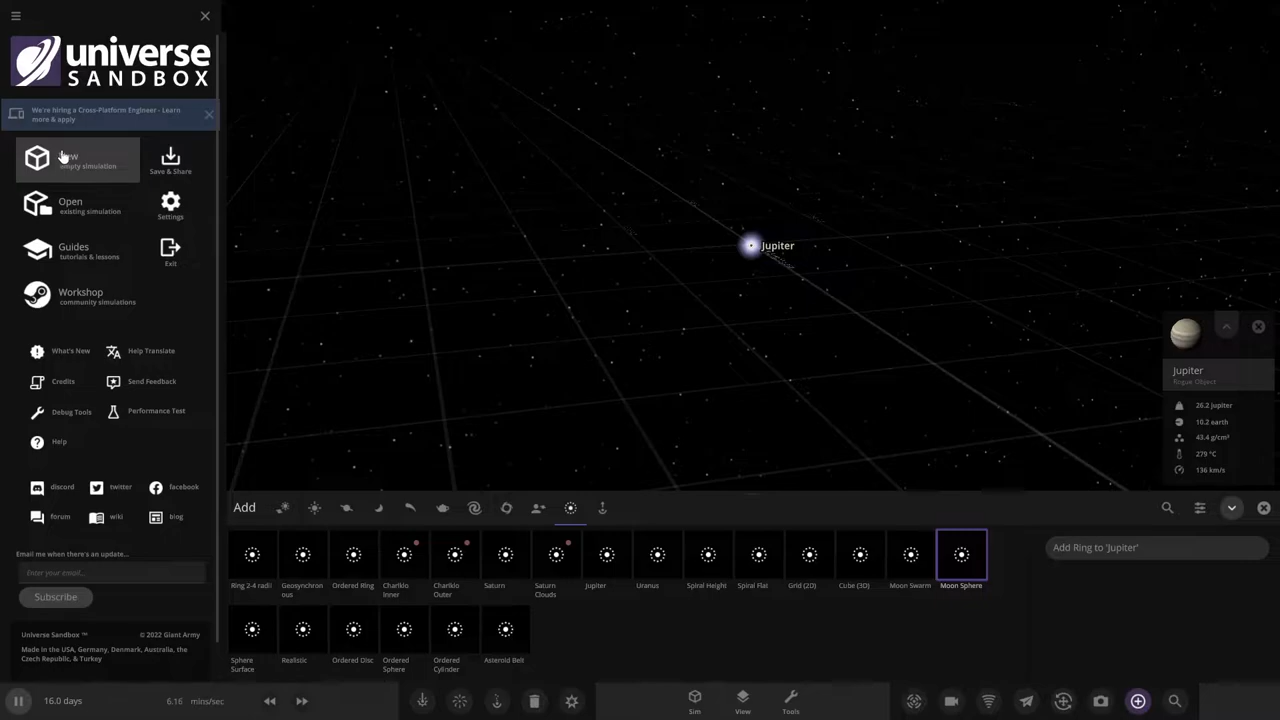 universe
SANDBOX
We're hiring a Cross-Platform Engineer - Learn
more & apply
empty simulation
Save & Share
Open
existing simulation
Settings
Guides
tutorials & lessons
Exit
Workshop
community simulations
What's New
Help Translate
Credits
Send Feedback
Debug Tools
Performance Test
Help
discord
twitter
facebook
forum
wiki
blog
Email me when there's an update...
Enter your email...
Subscribe
Universe Sandbox ™
© 2022 Giant Army
Made in the USA, Germany, Denmark, Australia, the
Czech Republic, & Turkey
Jupiter
Jupiter
Rogue Object
26.2 jupiter
10.2 earth
43.4 g/cm³
279 °C
136 km/s
Add
Ring 2-4 radii
Geosynchron
ous
Ordered Ring
Chariklo
Inner
Chariklo
Outer
Saturn
Saturn
Clouds
Jupiter
Uranus
Spiral Height
Spiral Flat
Grid (2D)
Cube (3D)
Moon Swarm
Moon Sphere
Add Ring to 'Jupiter'
Sphere
Surface
Realistic
Ordered Disc
Ordered
Sphere
Ordered
Cylinder
Asteroid Belt
16.0 days
6.16 mins/sec
Sim
View
Tools